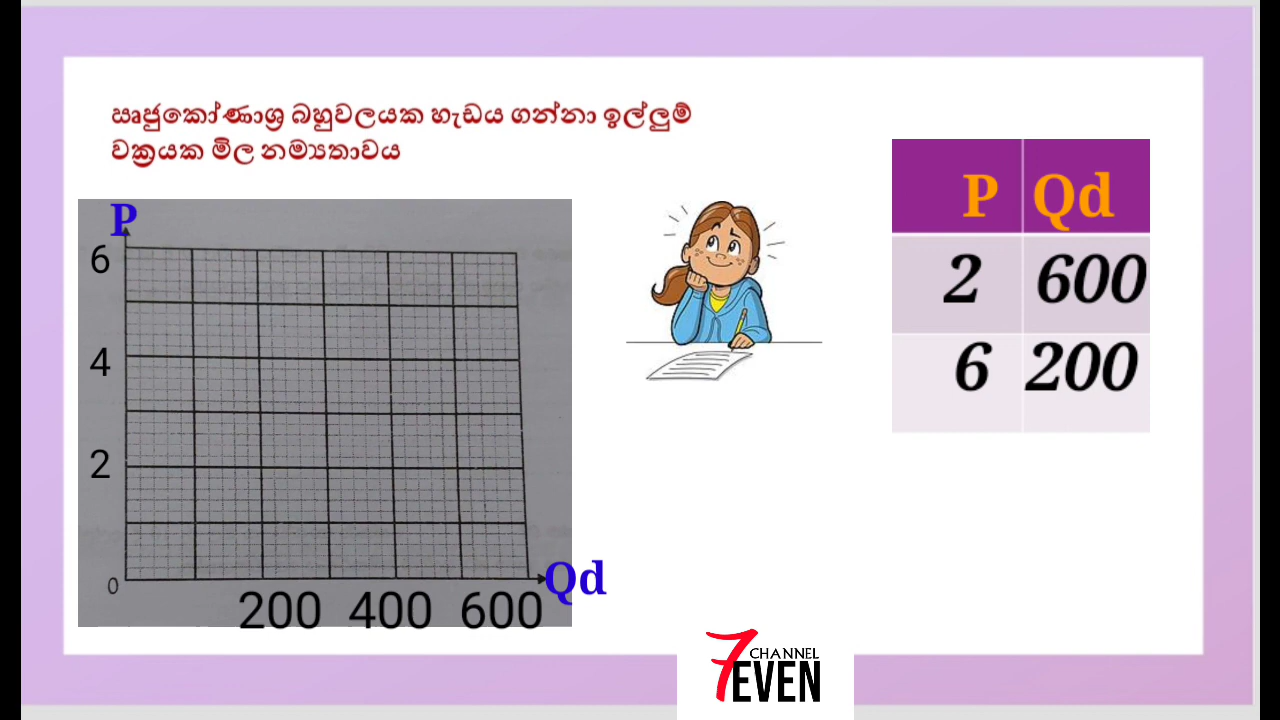 සෘජුකෝණාශ්‍ර බහුවලයක හැඩය ගන්නා ඉල්ලුම්
වක්‍රයක මිල නම්‍යතාවය
P
6
4
2
0
200 400 600
Qd
P Qd
2 600
6 200
7
CHANNEL
7EVEN